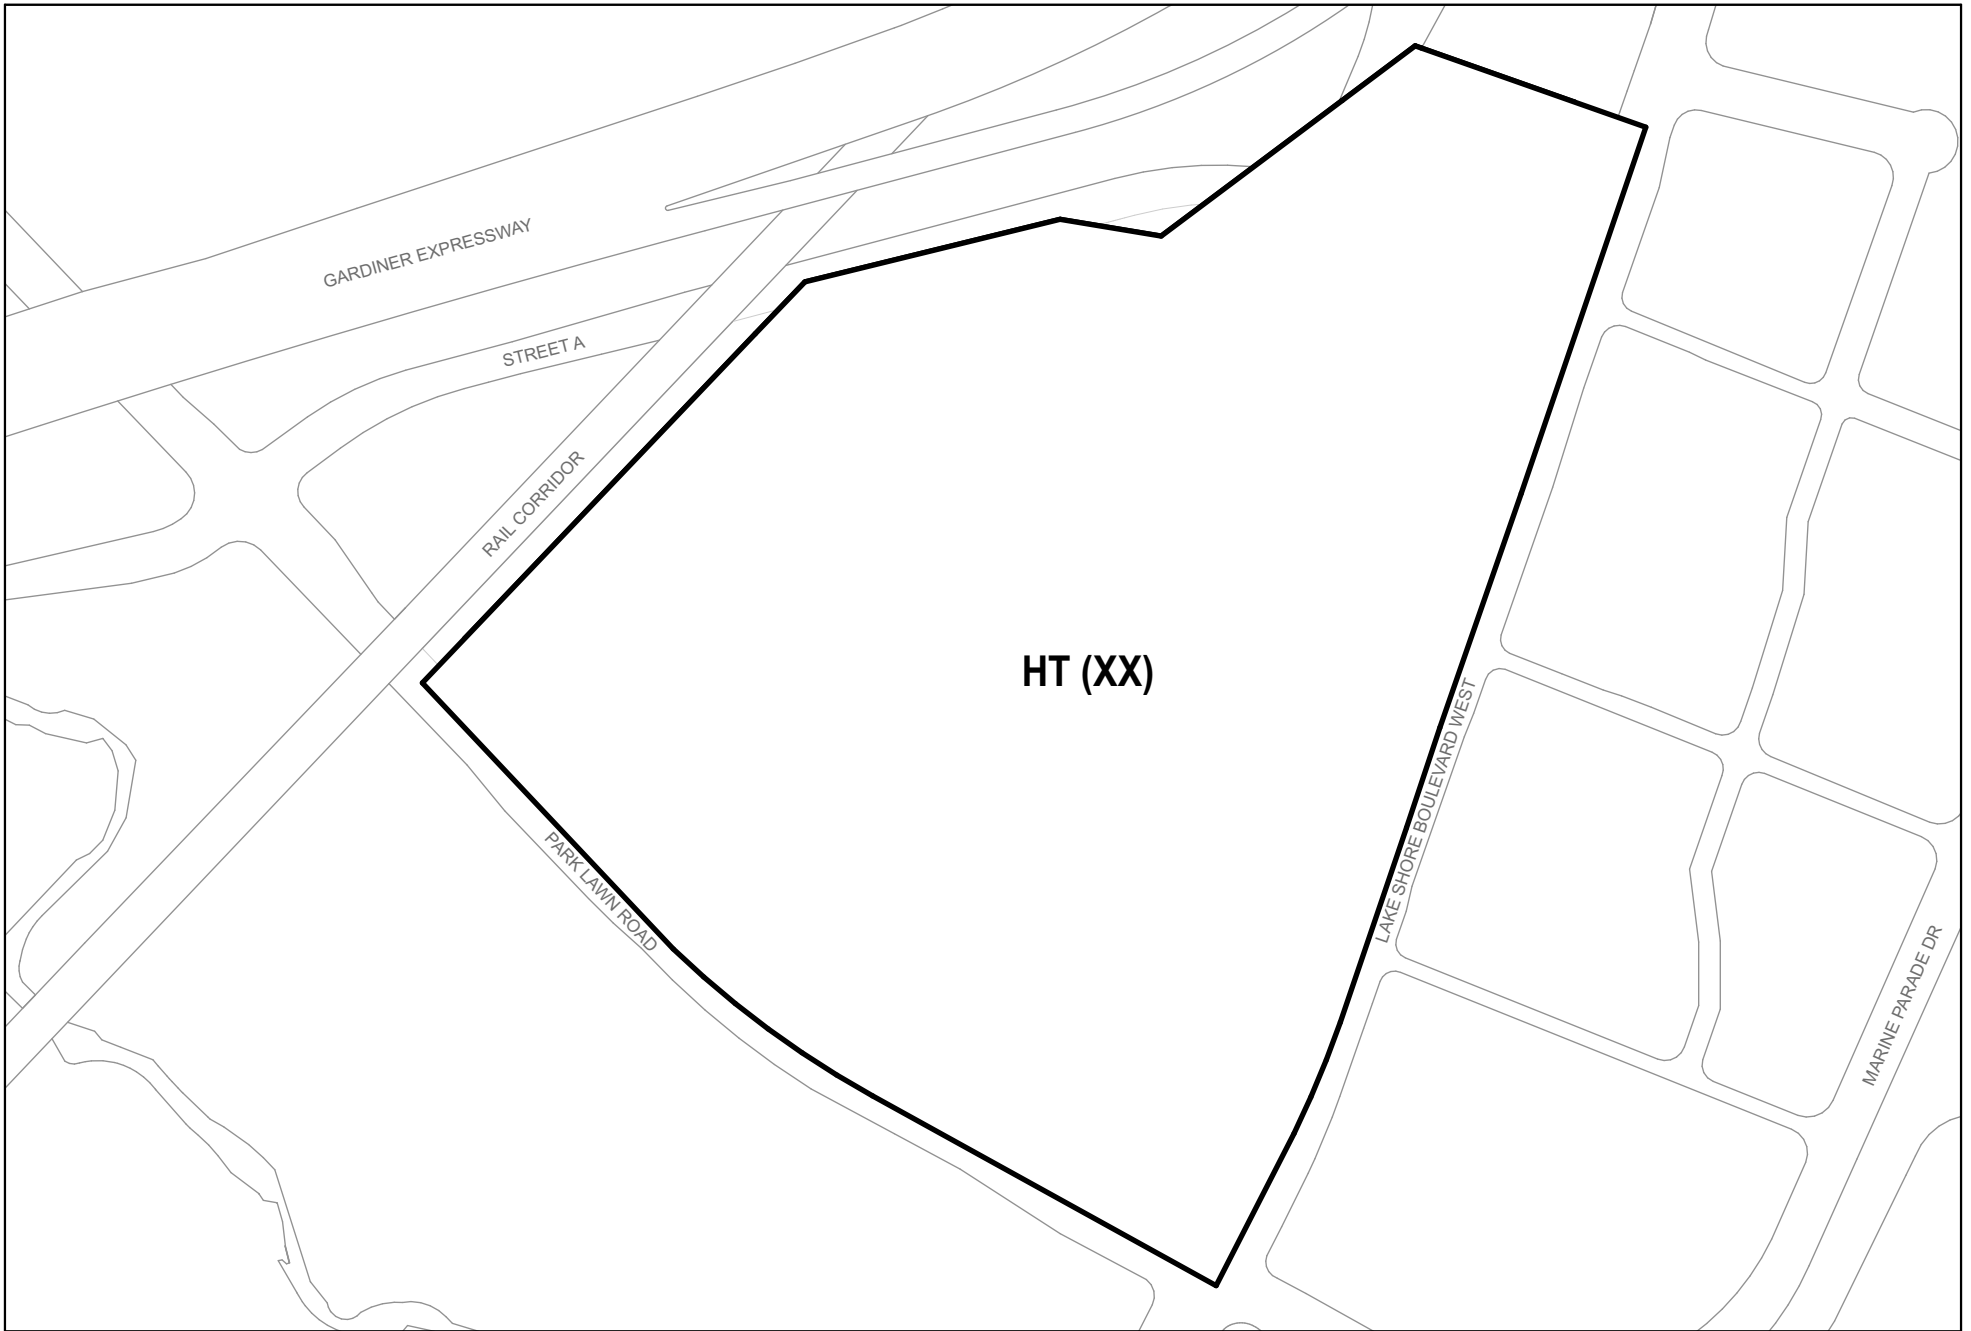 GARDINER EXPRESSWAY
STREET A
RAIL CORRIDOR
HT (XX)
LAKE SHORE BOULEVARD WEST
PARK LAWN ROAD
MARINE PARADE DR